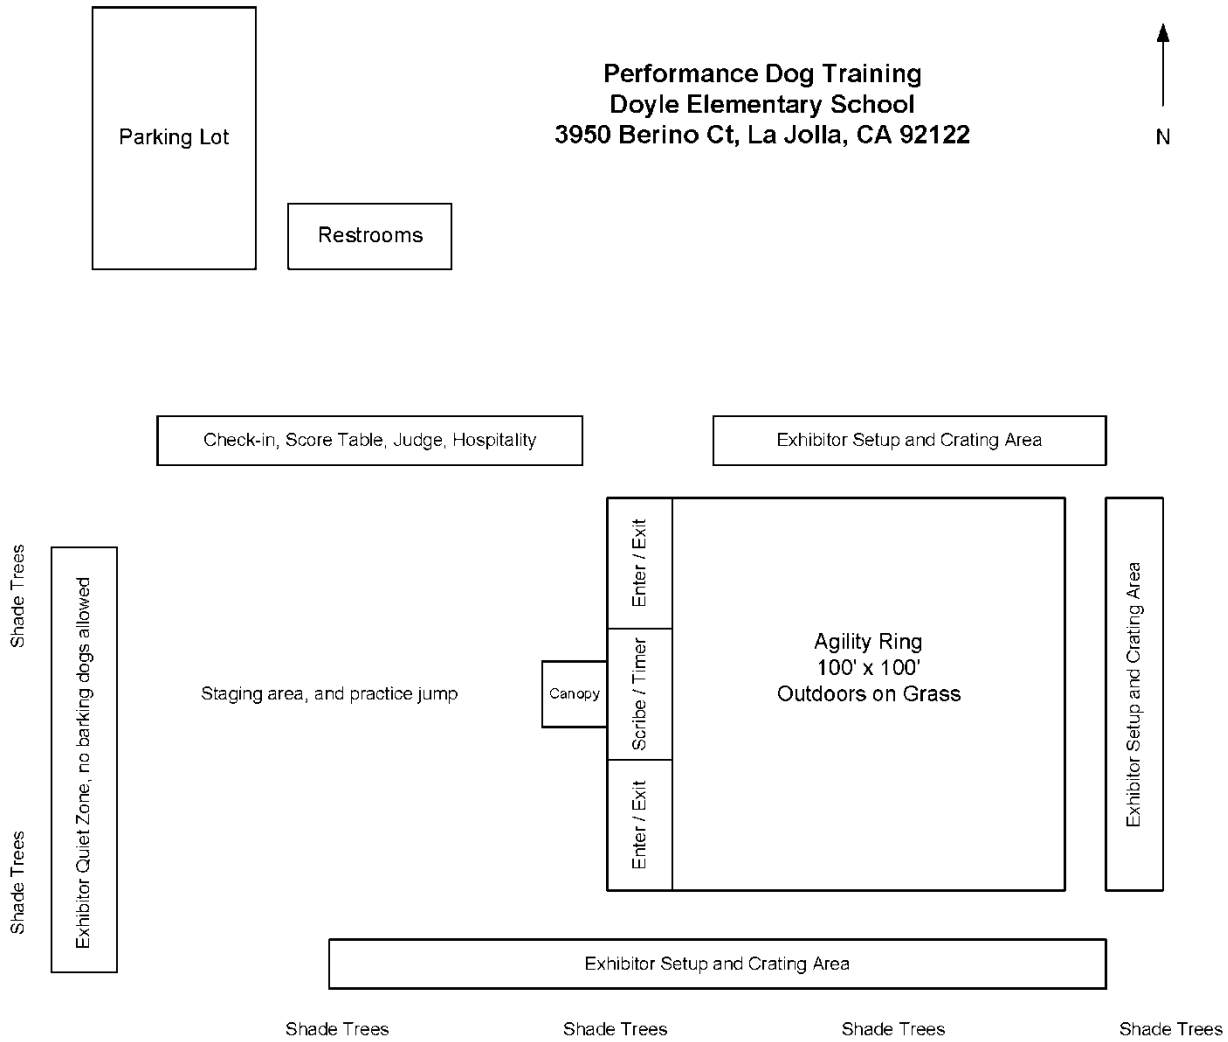 Performance Dog Training
Doyle Elementary School
3950 Berino Ct, La Jolla, CA 92122
N
Parking Lot
Restrooms
Check-in, Score Table, Judge, Hospitality
Exhibitor Setup and Crating Area
Shade Trees
Shade Trees
Exhibitor Quiet Zone, no barking dogs allowed
Staging area, and practice jump
Canopy
Enter / Exit
Scribe / Timer
Enter / Exit
Agility Ring
100' x 100'
Outdoors on Grass
Exhibitor Setup and Crating Area
Exhibitor Setup and Crating Area
Shade Trees
Shade Trees
Shade Trees
Shade Trees